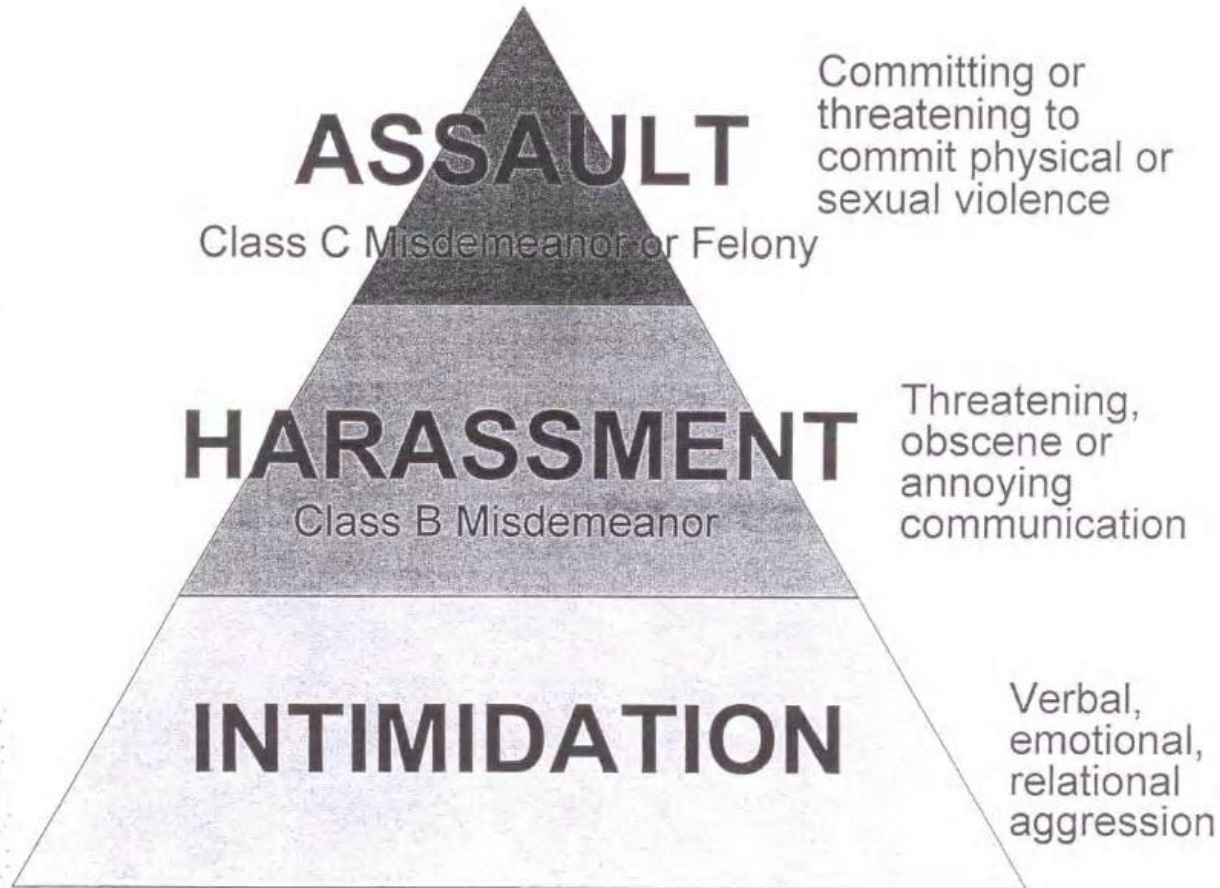 ASSAULT
Class C Misdemeanor or Felony
Committing or
threatening to
commit physical or
sexual violence
HARASSMENT
Class B Misdemeanor
Threatening,
obscene or
annoying
communication
INTIMIDATION
Verbal,
emotional,
relational
aggression